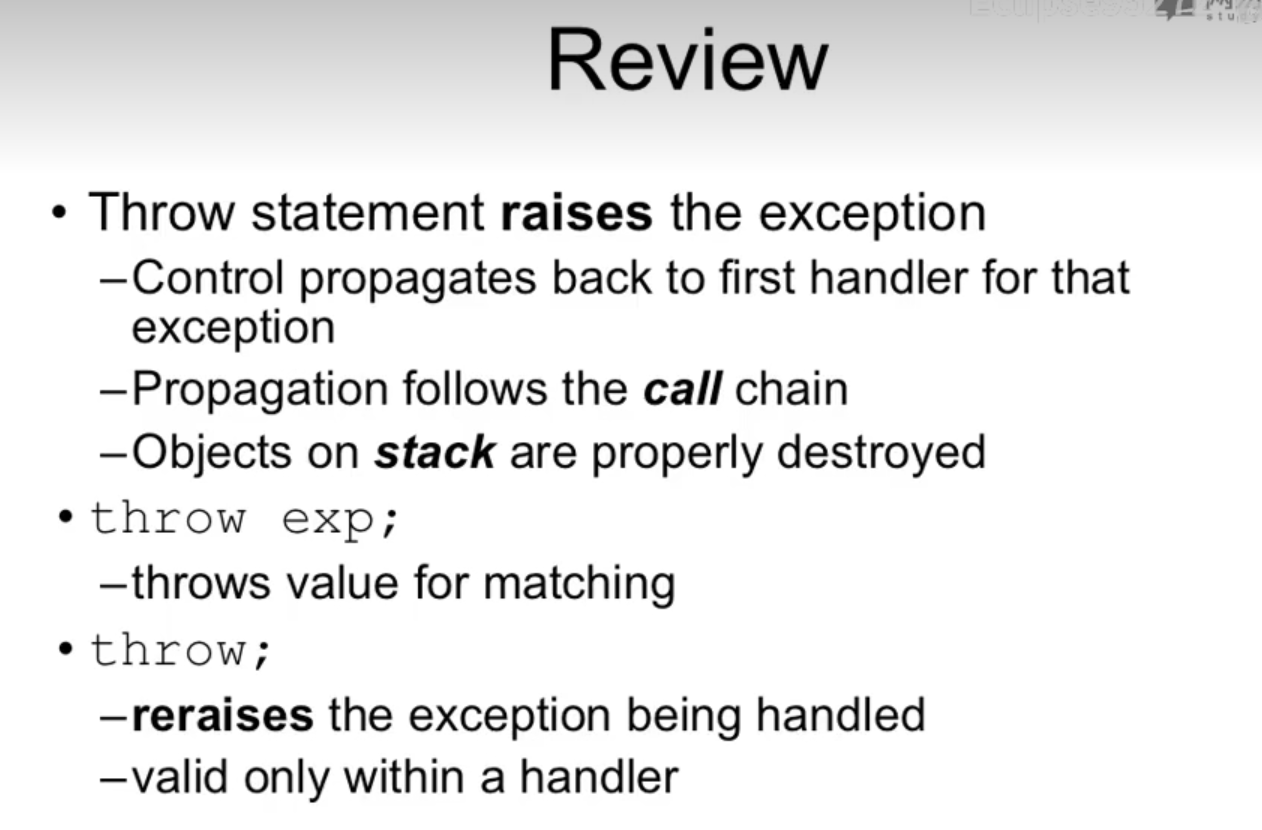 Review
• Throw statement raises the exception
–Control propagates back to first handler for that
exception
–Propagation follows the call chain
–Objects on stack are properly destroyed
• throw exp;
–throws value for matching
• throw;
–reraises the exception being handled
–valid only within a handler